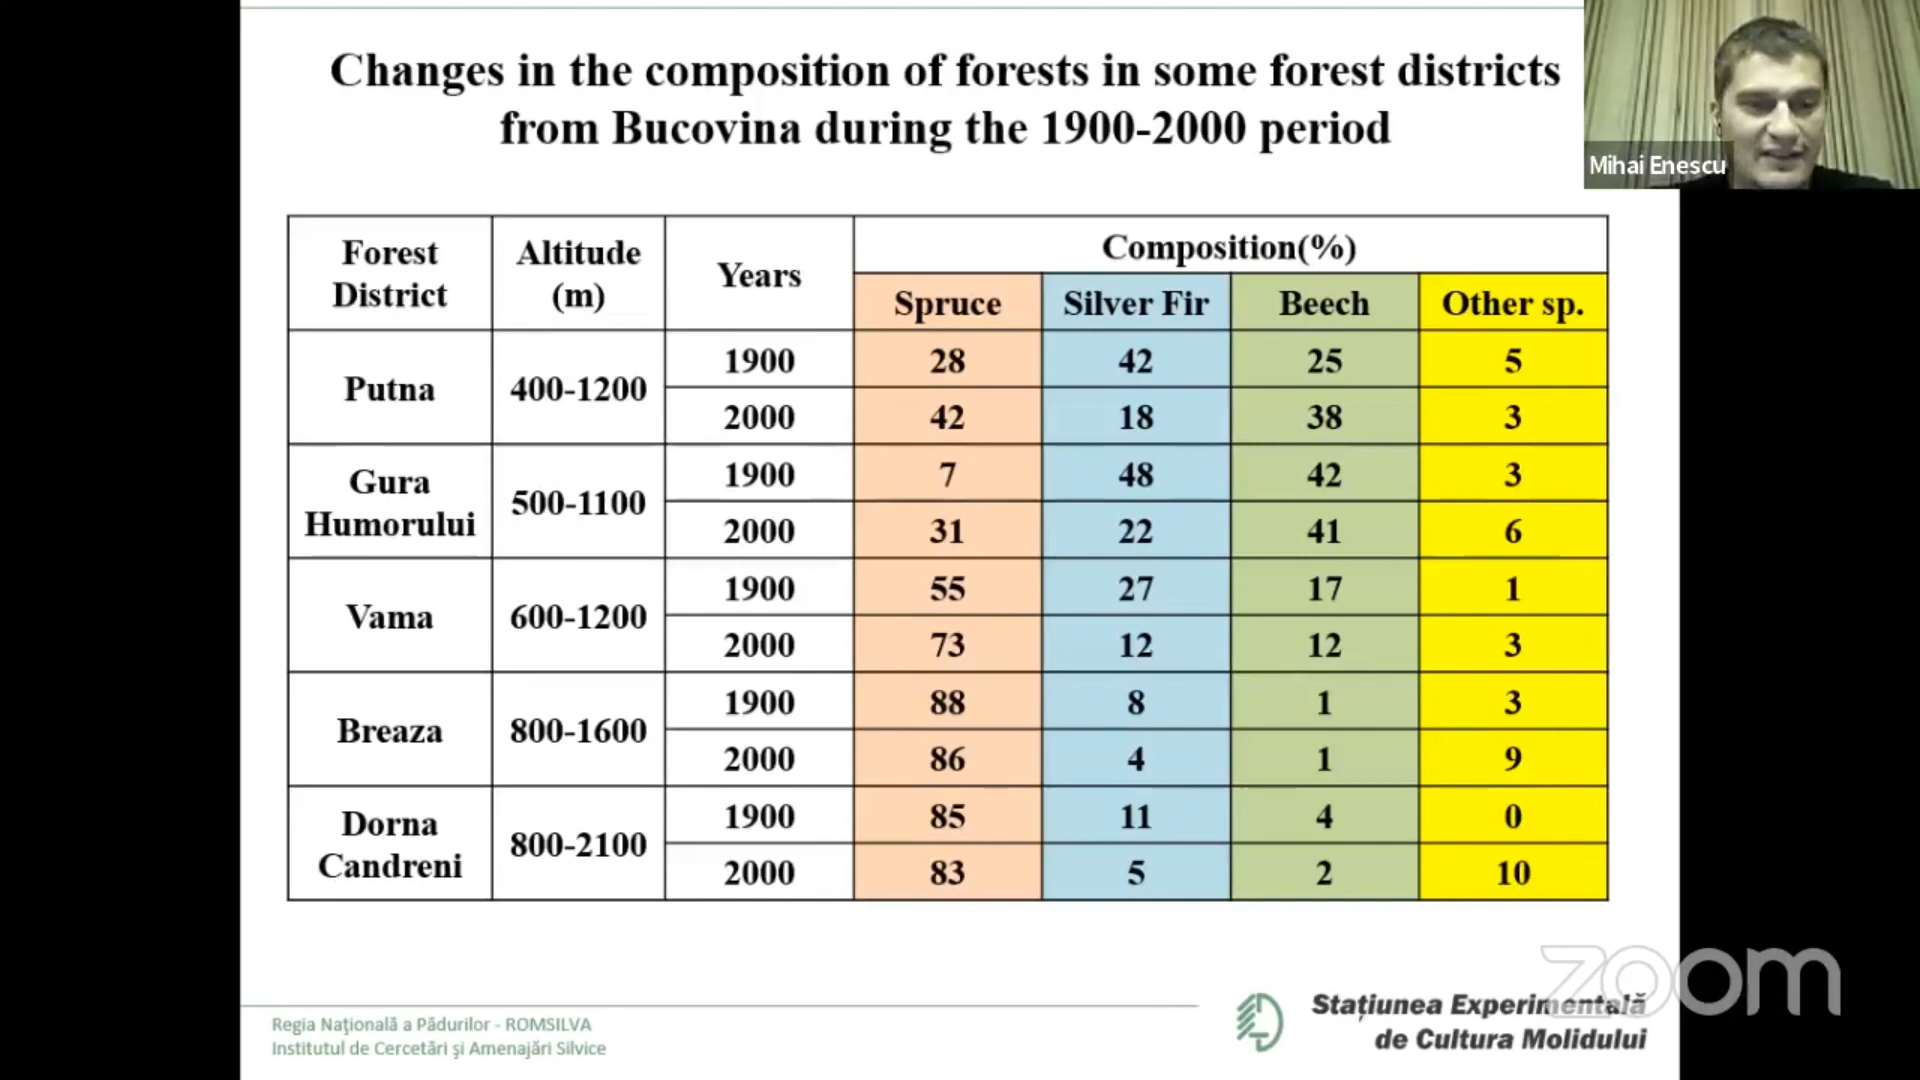 Changes in the composition of forests in some forest districts
from Bucovina during the 1900-2000 period
Mihai Enescu
Forest District Altitude (m) Years Composition(%)
Spruce Silver Fir Beech Other sp.
Putna 400-1200 1900 28 42 25 5
2000 42 18 38 3
Gura Humorului 500-1100 1900 7 48 42 3
2000 31 22 41 6
Vama 600-1200 1900 55 27 17 1
2000 73 12 12 3
Breaza 800-1600 1900 88 8 1 3
2000 86 4 1 9
Dorna Candreni 800-2100 1900 85 11 4 0
2000 83 5 2 10
zoom
Regia Naţională a Pădurilor - ROMSILVA
Institutul de Cercetări şi Amenajări Silvice
Stațiunea Experimentală
de Cultura Molidului